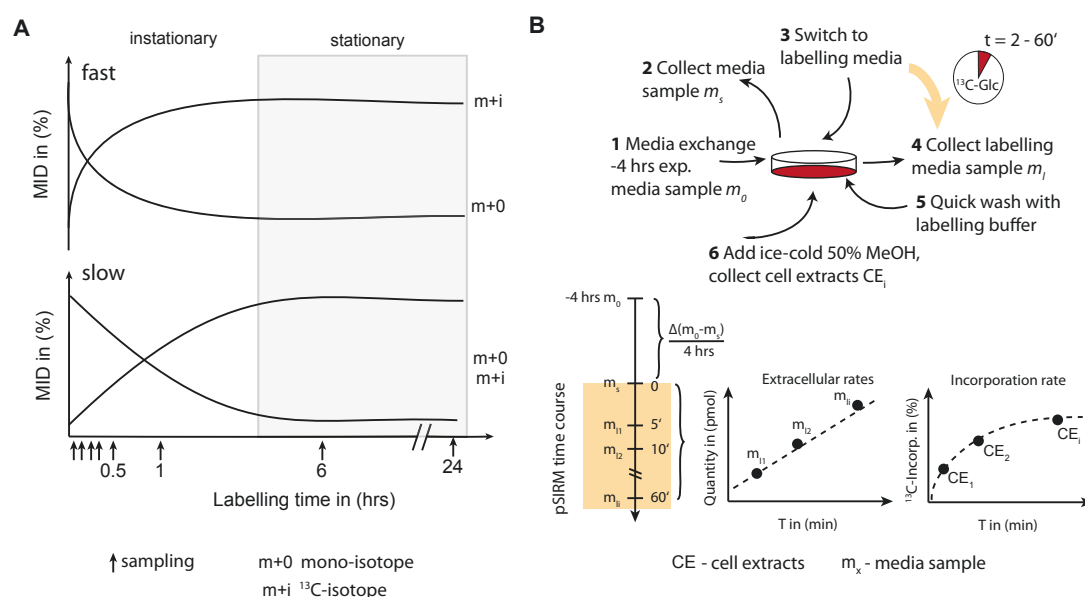 A
instationary
stationary
fast
MID in (%)
m+i
m+0
slow
MID in (%)
m+0
m+i
0.5
1
6
24
Labelling time in (hrs)
sampling
m+0 mono-isotope
m+i ¹³C-isotope
B
3 Switch to
labelling media
t = 2 - 60‘
¹³C-Glc
2 Collect media
sample mₛ
1 Media exchange
-4 hrs exp.
media sample m₀
4 Collect labelling
media sample mₗ
5 Quick wash with
labelling buffer
6 Add ice-cold 50% MeOH,
collect cell extracts CEᵢ
-4 hrs m₀
Δ(m₀-mₛ)
4 hrs
mₛ 0
mₗ₁ 5‘
mₗ₂ 10‘
mₗᵢ 60‘
pSIRM time course
Extracellular rates
Quantity in (pmol)
mₗ₁
mₗ₂
mₗᵢ
T in (min)
Incorporation rate
¹³C-Incorp. in (%)
CE₁
CE₂
CEᵢ
T in (min)
CE - cell extracts mₓ - media sample